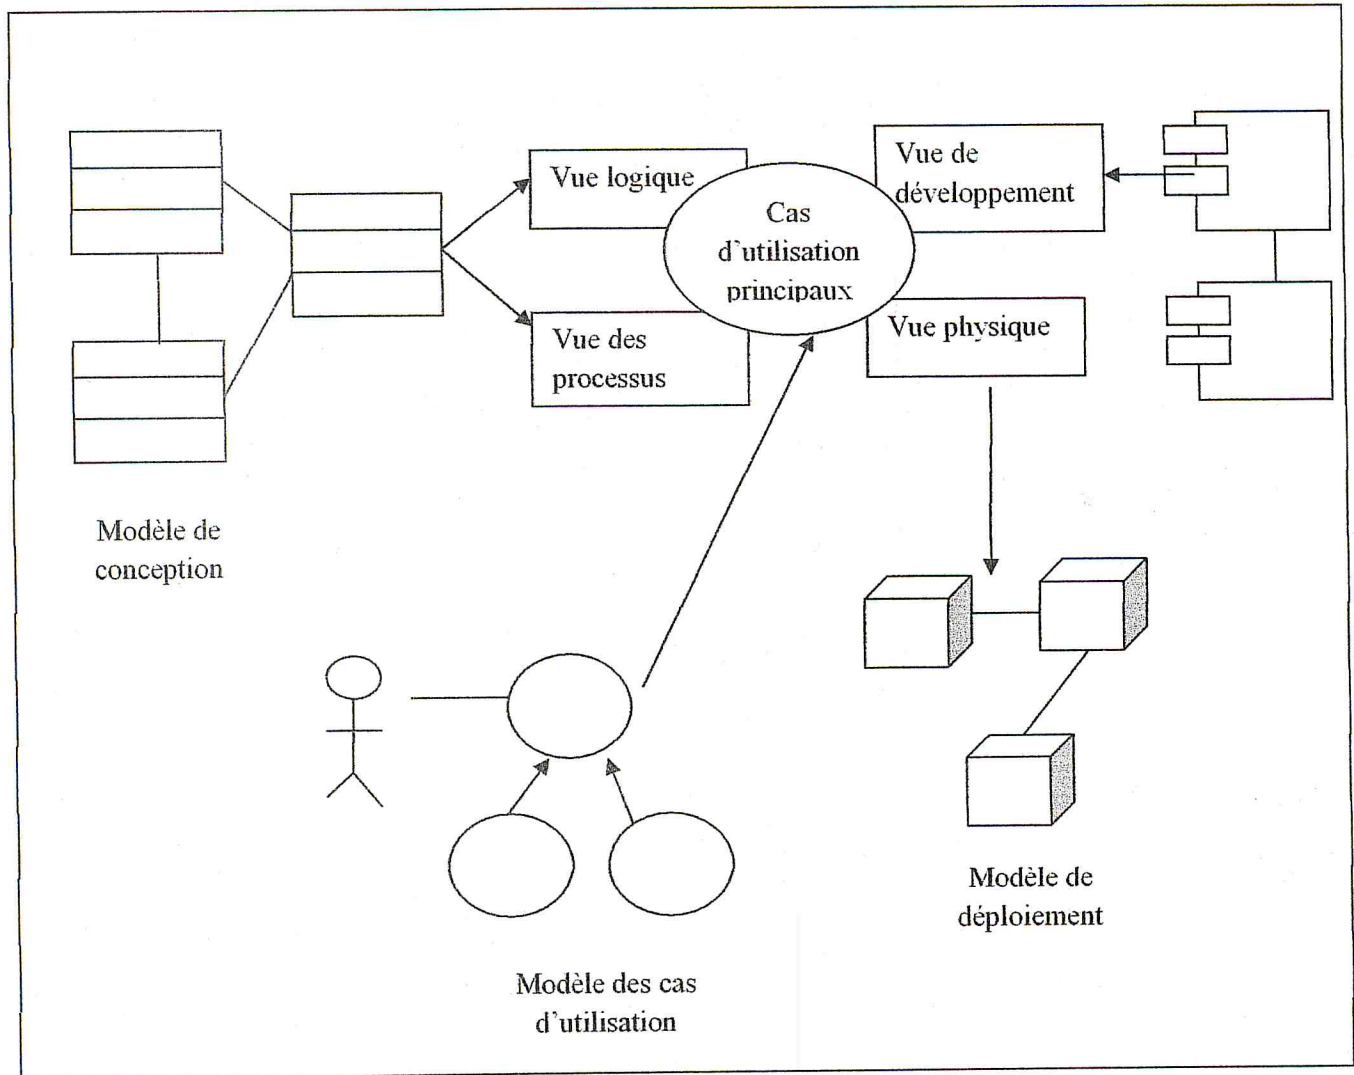 Vue logique
Cas
d'utilisation
principaux
Vue de
développement
Vue des
processus
Vue physique
Modèle de
conception
Modèle des cas
d'utilisation
Modèle de
déploiement